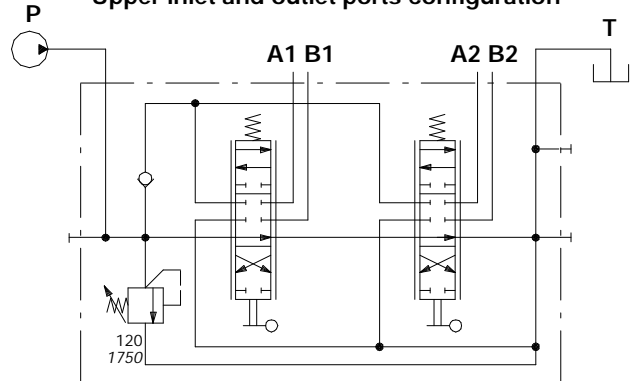 Upper inlet and outlet ports configuration
P
T
A1 B1
A2 B2
120
1750